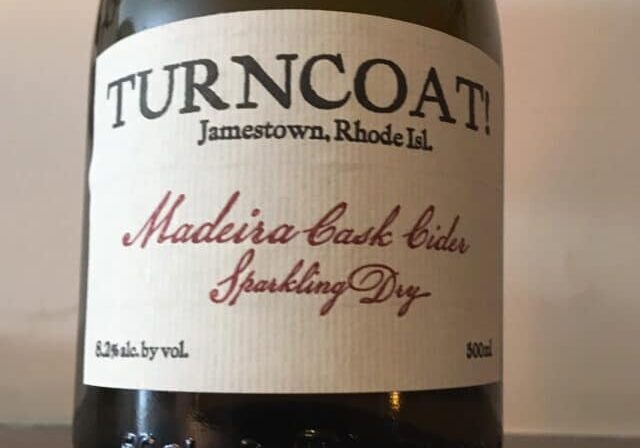 TURNCOAT!
Jamestown, Rhode Isl.
Madeira Cask Cider
Sparkling Dry
8.2% alc. by vol. 500ml